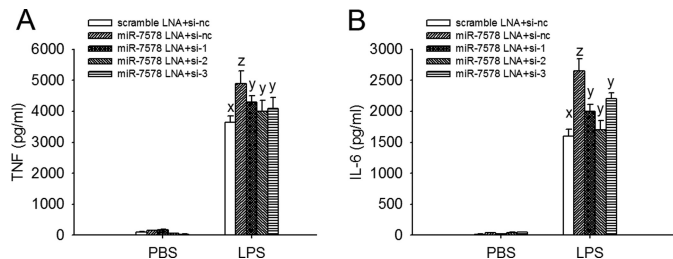 A
scramble LNA+si-nc
miR-7578 LNA+si-nc
miR-7578 LNA+si-1
miR-7578 LNA+si-2
miR-7578 LNA+si-3
TNF (pg/ml)
6000
5000
4000
3000
2000
1000
0
x
z
y
y
y
PBS
LPS
B
scramble LNA+si-nc
miR-7578 LNA+si-nc
miR-7578 LNA+si-1
miR-7578 LNA+si-2
miR-7578 LNA+si-3
IL-6 (pg/ml)
3000
2500
2000
1500
1000
500
0
x
z
y
y
y
PBS
LPS